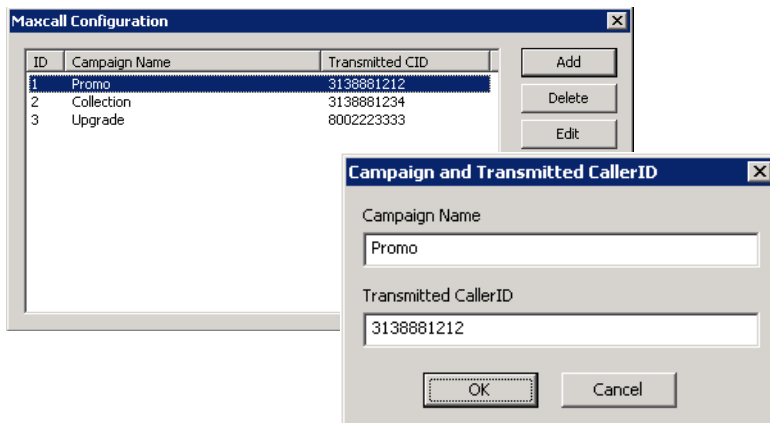 Maxcall Configuration
ID Campaign Name Transmitted CID
1 Promo 3138881212
2 Collection 3138881234
3 Upgrade 8002223333
Add
Delete
Edit
Campaign and Transmitted CallerID
Campaign Name
Promo
Transmitted CallerID
3138881212
OK Cancel